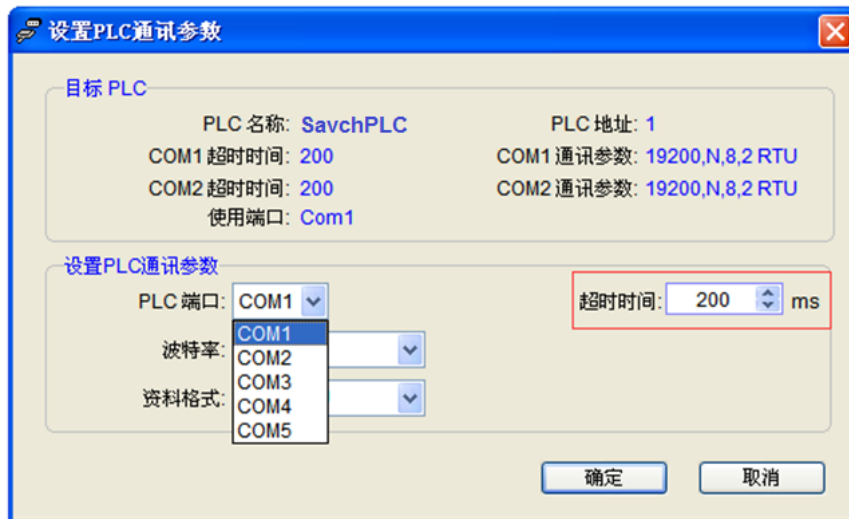 设置PLC通讯参数
目标 PLC
PLC 名称: SavchPLC PLC 地址: 1
COM1 超时时间: 200 COM1 通讯参数: 19200,N,8,2 RTU
COM2 超时时间: 200 COM2 通讯参数: 19200,N,8,2 RTU
使用端口: Com1
设置PLC通讯参数
PLC 端口: COM1 超时时间: 200 ms
COM1
波特率:
COM2
COM3
资料格式:
COM4
COM5
确定 取消